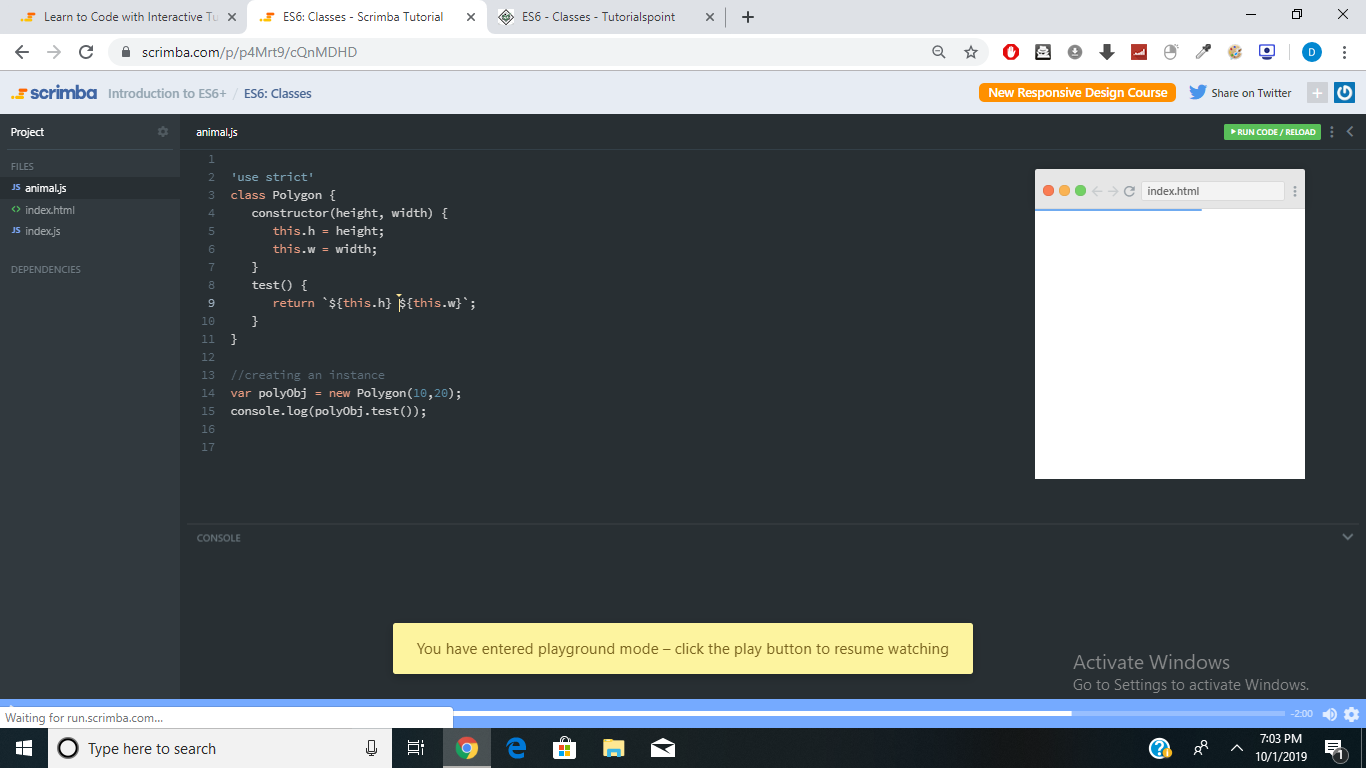 Learn to Code with Interactive Tu
ES6: Classes - Scrimba Tutorial
ES6 - Classes - Tutorialspoint
scrimba.com/p/p4Mrt9/cQnMDHD
D
scrimba
Introduction to ES6+ / ES6: Classes
New Responsive Design Course
Share on Twitter
Project
animal.js
RUN CODE / RELOAD
FILES
JS animal.js
<> index.html
JS index.js
DEPENDENCIES
1
2 'use strict'
3 class Polygon {
4 constructor(height, width) {
5 this.h = height;
6 this.w = width;
7 }
8 test() {
9 return `${this.h} ${this.w}`;
10 }
11 }
12
13 //creating an instance
14 var polyObj = new Polygon(10,20);
15 console.log(polyObj.test());
16
17
index.html
CONSOLE
You have entered playground mode – click the play button to resume watching
Activate Windows
Go to Settings to activate Windows.
Waiting for run.scrimba.com...
-2:00
Type here to search
7:03 PM
10/1/2019
1